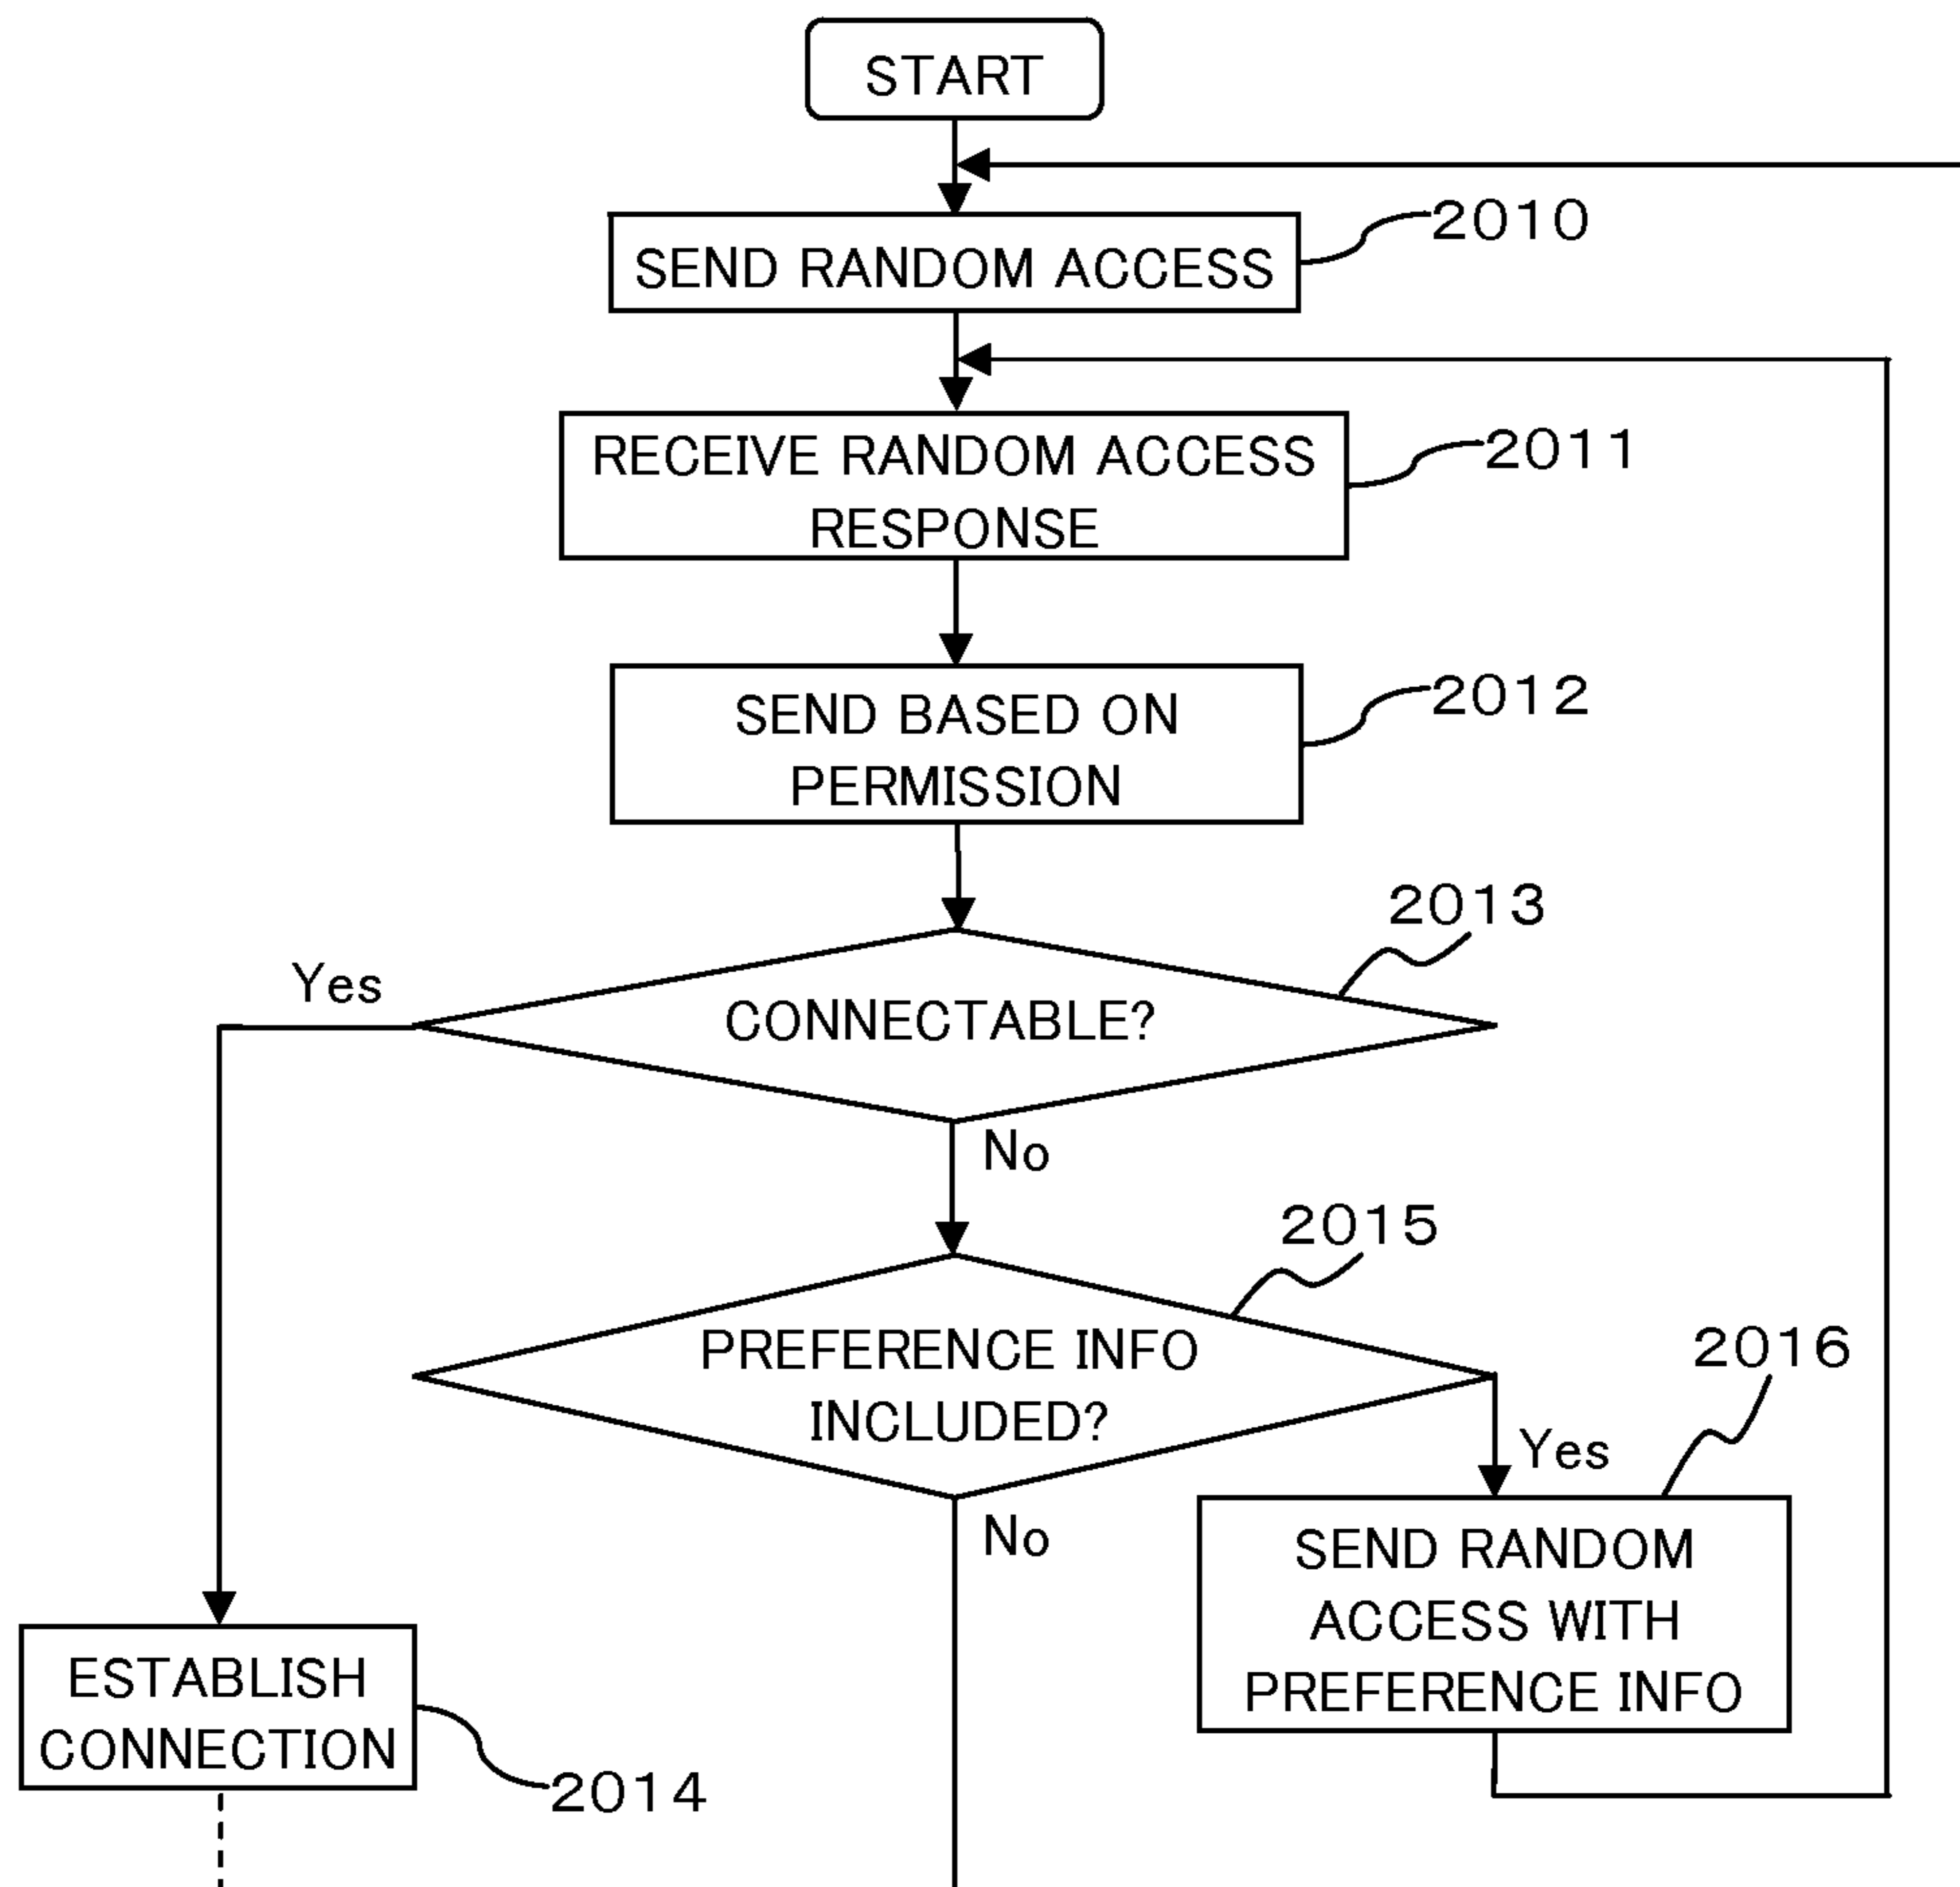 START
SEND RANDOM ACCESS
2010
RECEIVE RANDOM ACCESS
RESPONSE
2011
SEND BASED ON
PERMISSION
2012
2013
Yes
CONNECTABLE?
No
2015
PREFERENCE INFO
INCLUDED?
2016
Yes
No
SEND RANDOM
ACCESS WITH
PREFERENCE INFO
ESTABLISH
CONNECTION
2014